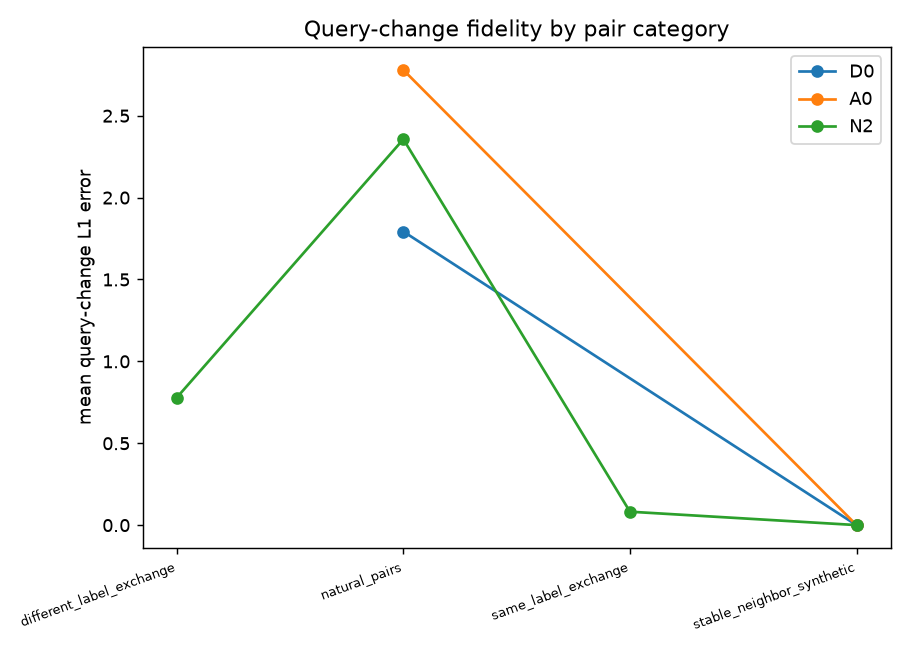 Query-change fidelity by pair category
D0
A0
N2
mean query-change L1 error
2.5
2.0
1.5
1.0
0.5
0.0
different_label_exchange
natural_pairs
same_label_exchange
stable_neighbor_synthetic